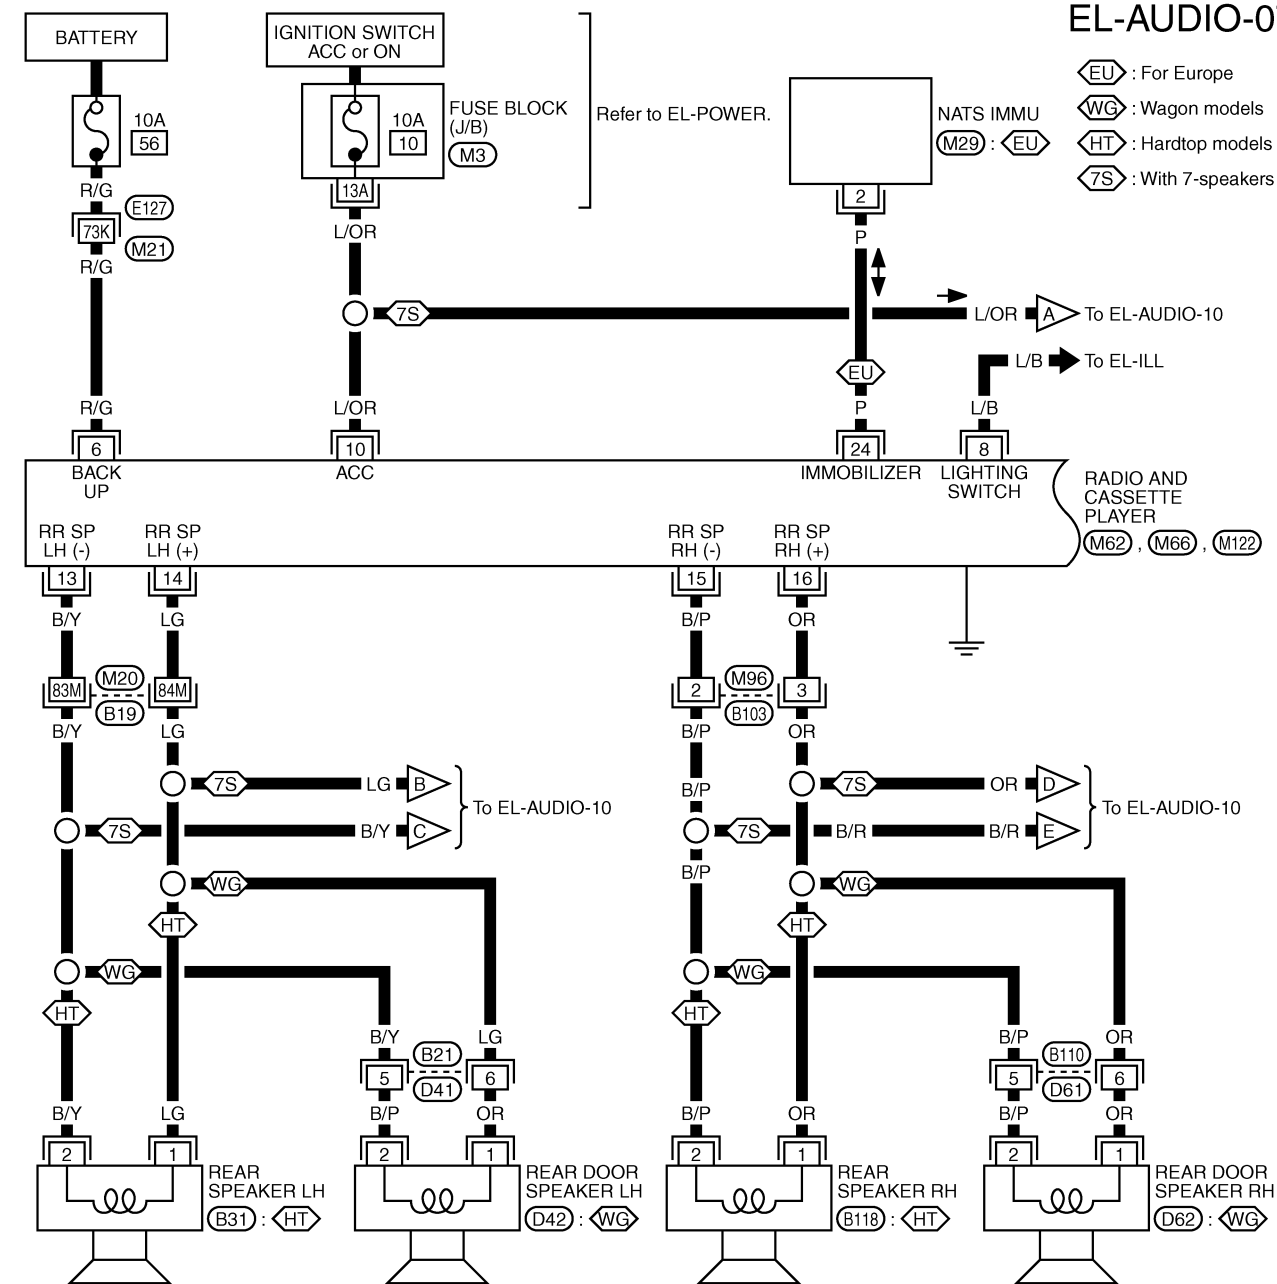 EL-AUDIO-0
BATTERY
IGNITION SWITCH
ACC or ON
EU : For Europe
WG : Wagon models
HT : Hardtop models
7S : With 7-speakers
10A
56
10A
10
FUSE BLOCK
(J/B)
M3
Refer to EL-POWER.
NATS IMMU
M29 : EU
13A
2
R/G
E127
73K
M21
R/G
L/OR
P
7S
L/OR
A
To EL-AUDIO-10
EU
L/B
To EL-ILL
R/G
L/OR
P
L/B
6
10
24
8
BACK
UP
ACC
IMMOBILIZER
LIGHTING
SWITCH
RADIO AND
CASSETTE
PLAYER
M62 , M66 , M122
RR SP
LH (-)
RR SP
LH (+)
RR SP
RH (-)
RR SP
RH (+)
13
14
15
16
B/Y
LG
B/P
OR
83M
M20
B19
84M
2
M96
B103
3
B/Y
LG
B/P
OR
7S
LG
B
B/P
7S
OR
D
To EL-AUDIO-10
To EL-AUDIO-10
7S
B/Y
C
7S
B/R
B/R
E
B/P
WG
WG
HT
HT
WG
WG
HT
HT
B/Y
LG
B/P
OR
5
B21
D41
6
5
B110
D61
6
B/Y
LG
B/P
OR
B/P
OR
B/P
OR
2
1
2
1
2
1
2
1
REAR
SPEAKER LH
B31 : HT
REAR DOOR
SPEAKER LH
D42 : WG
REAR
SPEAKER RH
B118 : HT
REAR DOOR
SPEAKER RH
D62 : WG